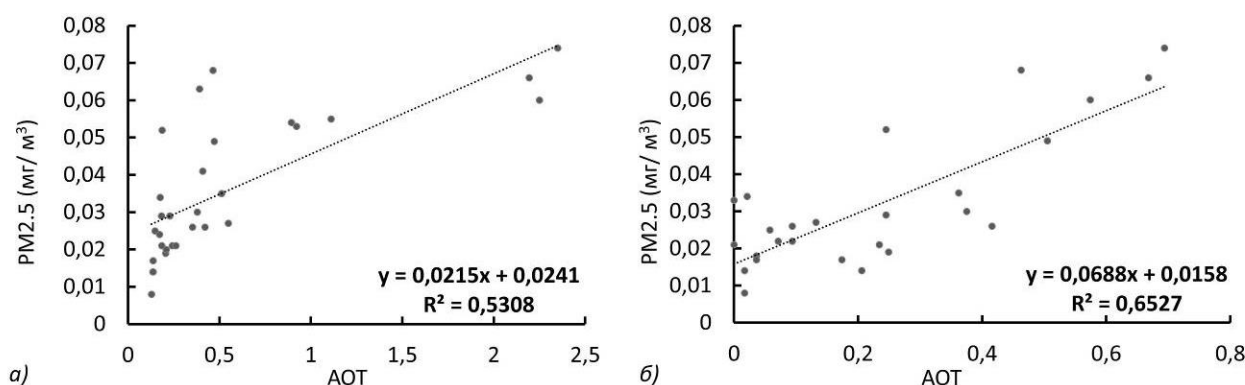 0,08
0,07
0,06
0,05
0,04
0,03
0,02
0,01
0
PM2.5 (мг/ м³)
y = 0,0215x + 0,0241
R² = 0,5308
0 0,5 1 1,5 2 2,5
а) АОТ
0,08
0,07
0,06
0,05
0,04
0,03
0,02
0,01
0
PM2.5 (мг/ м³)
y = 0,0688x + 0,0158
R² = 0,6527
0 0,2 0,4 0,6 0,8
б) АОТ